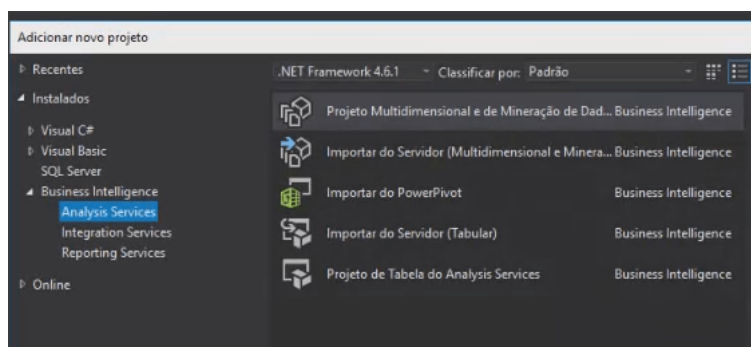 Adicionar novo projeto
Recentes
Instalados
Visual C#
Visual Basic
SQL Server
Business Intelligence
Analysis Services
Integration Services
Reporting Services
Online
.NET Framework 4.6.1 Classificar por: Padrão
Projeto Multidimensional e de Mineração de Dad... Business Intelligence
Importar do Servidor (Multidimensional e Minera... Business Intelligence
Importar do PowerPivot Business Intelligence
Importar do Servidor (Tabular) Business Intelligence
Projeto de Tabela do Analysis Services Business Intelligence